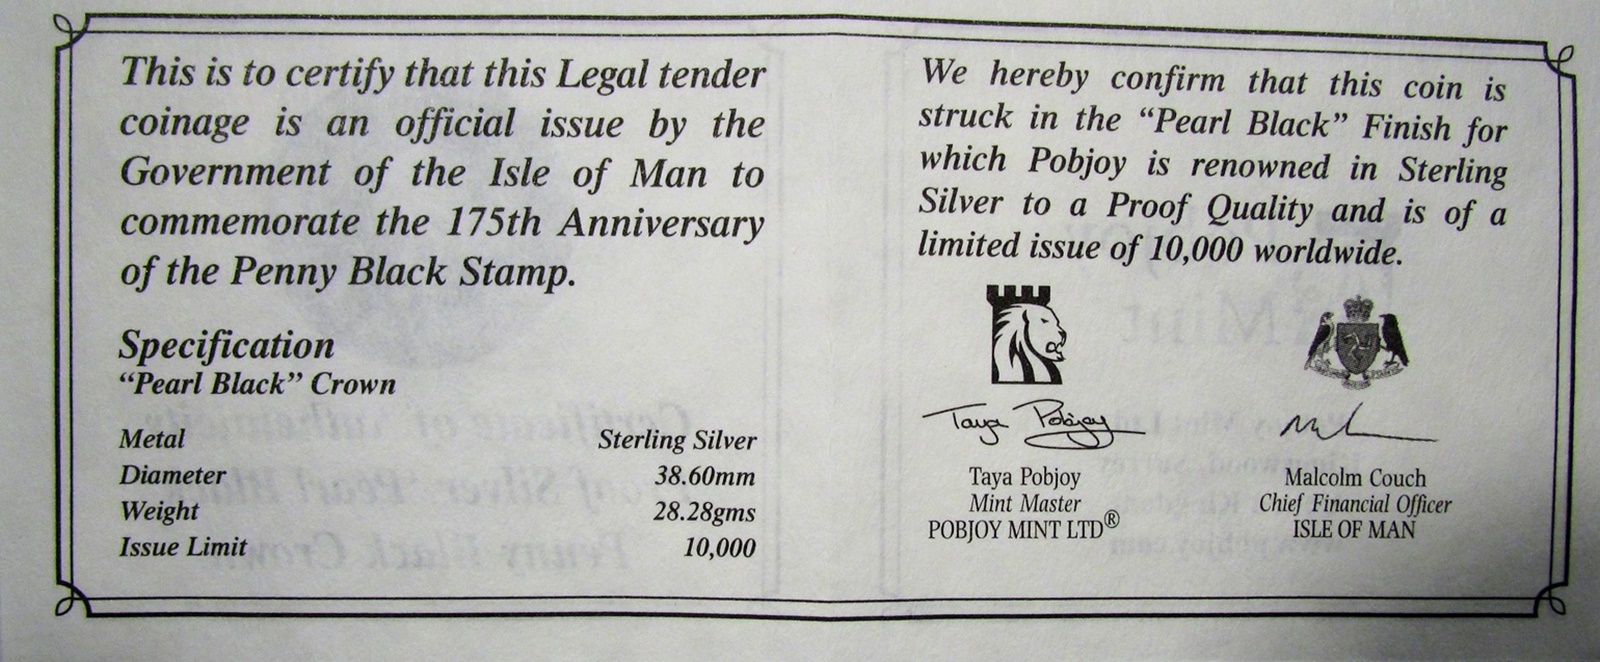 This is to certify that this Legal tender
coinage is an official issue by the
Government of the Isle of Man to
commemorate the 175th Anniversary
of the Penny Black Stamp.
Specification
“Pearl Black” Crown
Metal Sterling Silver
Diameter 38.60mm
Weight 28.28gms
Issue Limit 10,000
We hereby confirm that this coin is
struck in the “Pearl Black” Finish for
which Pobjoy is renowned in Sterling
Silver to a Proof Quality and is of a
limited issue of 10,000 worldwide.
Taya Pobjoy
Taya Pobjoy
Mint Master
POBJOY MINT LTD®
Malcolm Couch
Chief Financial Officer
ISLE OF MAN